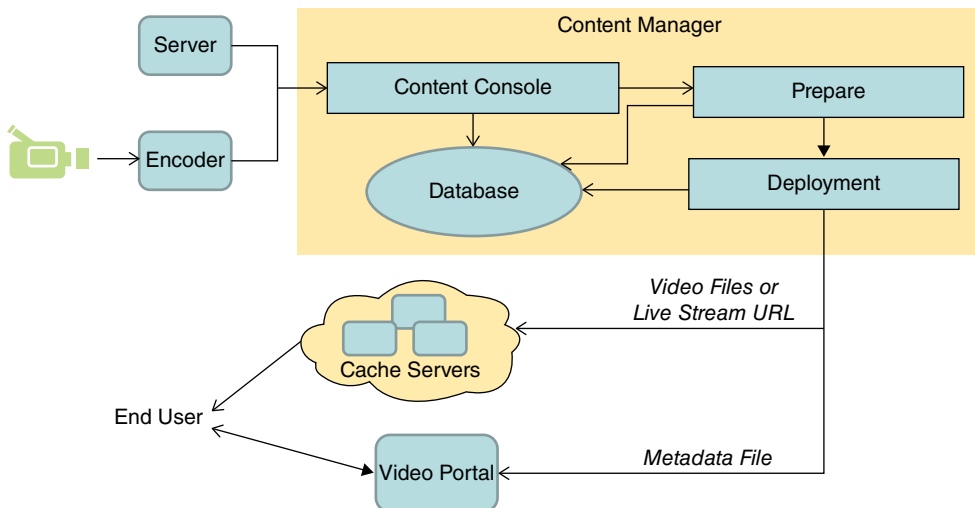 Content Manager
Server
Content Console
Prepare
Encoder
Database
Deployment
Video Files or
Live Stream URL
Cache Servers
End User
Video Portal
Metadata File